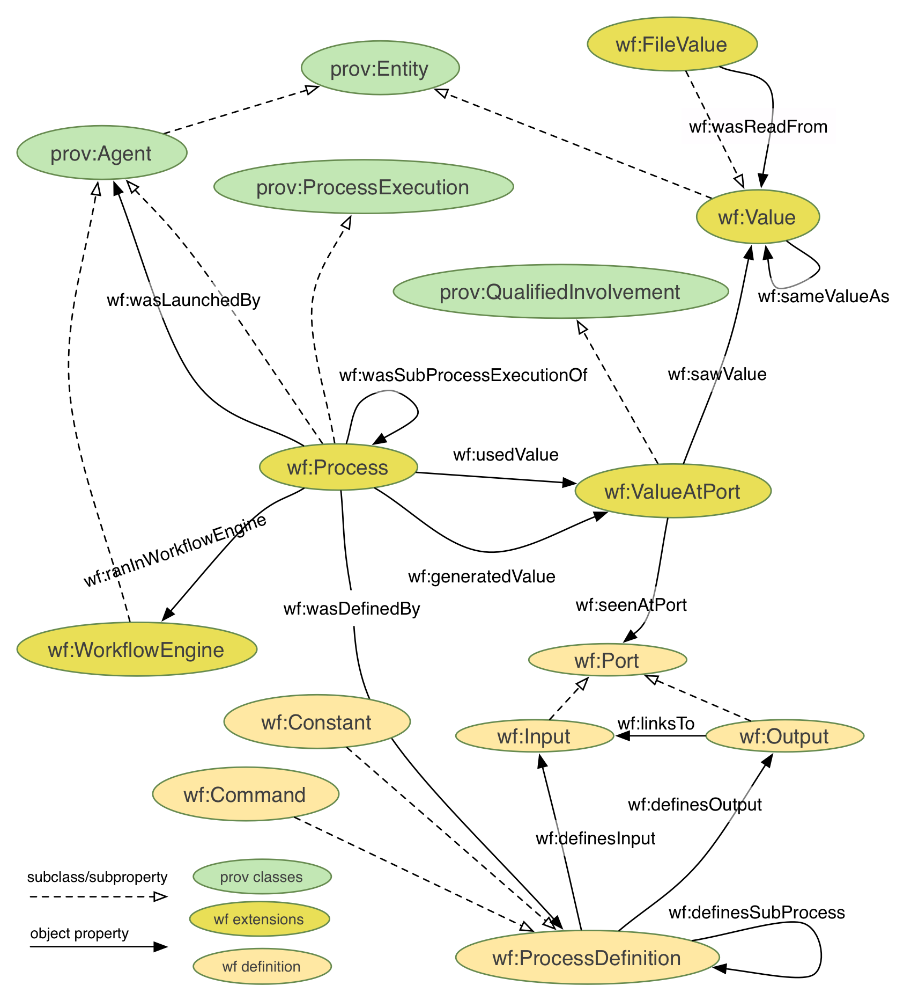 wf:FileValue
prov:Entity
wf:wasReadFrom
prov:Agent
prov:ProcessExecution
wf:Value
prov:QualifiedInvolvement
wf:sameValueAs
wf:wasLaunchedBy
wf:wasSubProcessExecutionOf
wf:sawValue
wf:usedValue
wf:Process
wf:ValueAtPort
wf:ranInWorkflowEngine
wf:generatedValue
wf:wasDefinedBy
wf:seenAtPort
wf:WorkflowEngine
wf:Port
wf:Constant
wf:linksTo
wf:Input
wf:Output
wf:Command
wf:definesOutput
wf:definesInput
subclass/subproperty
prov classes
wf:definesSubProcess
wf extensions
object property
wf:ProcessDefinition
wf definition